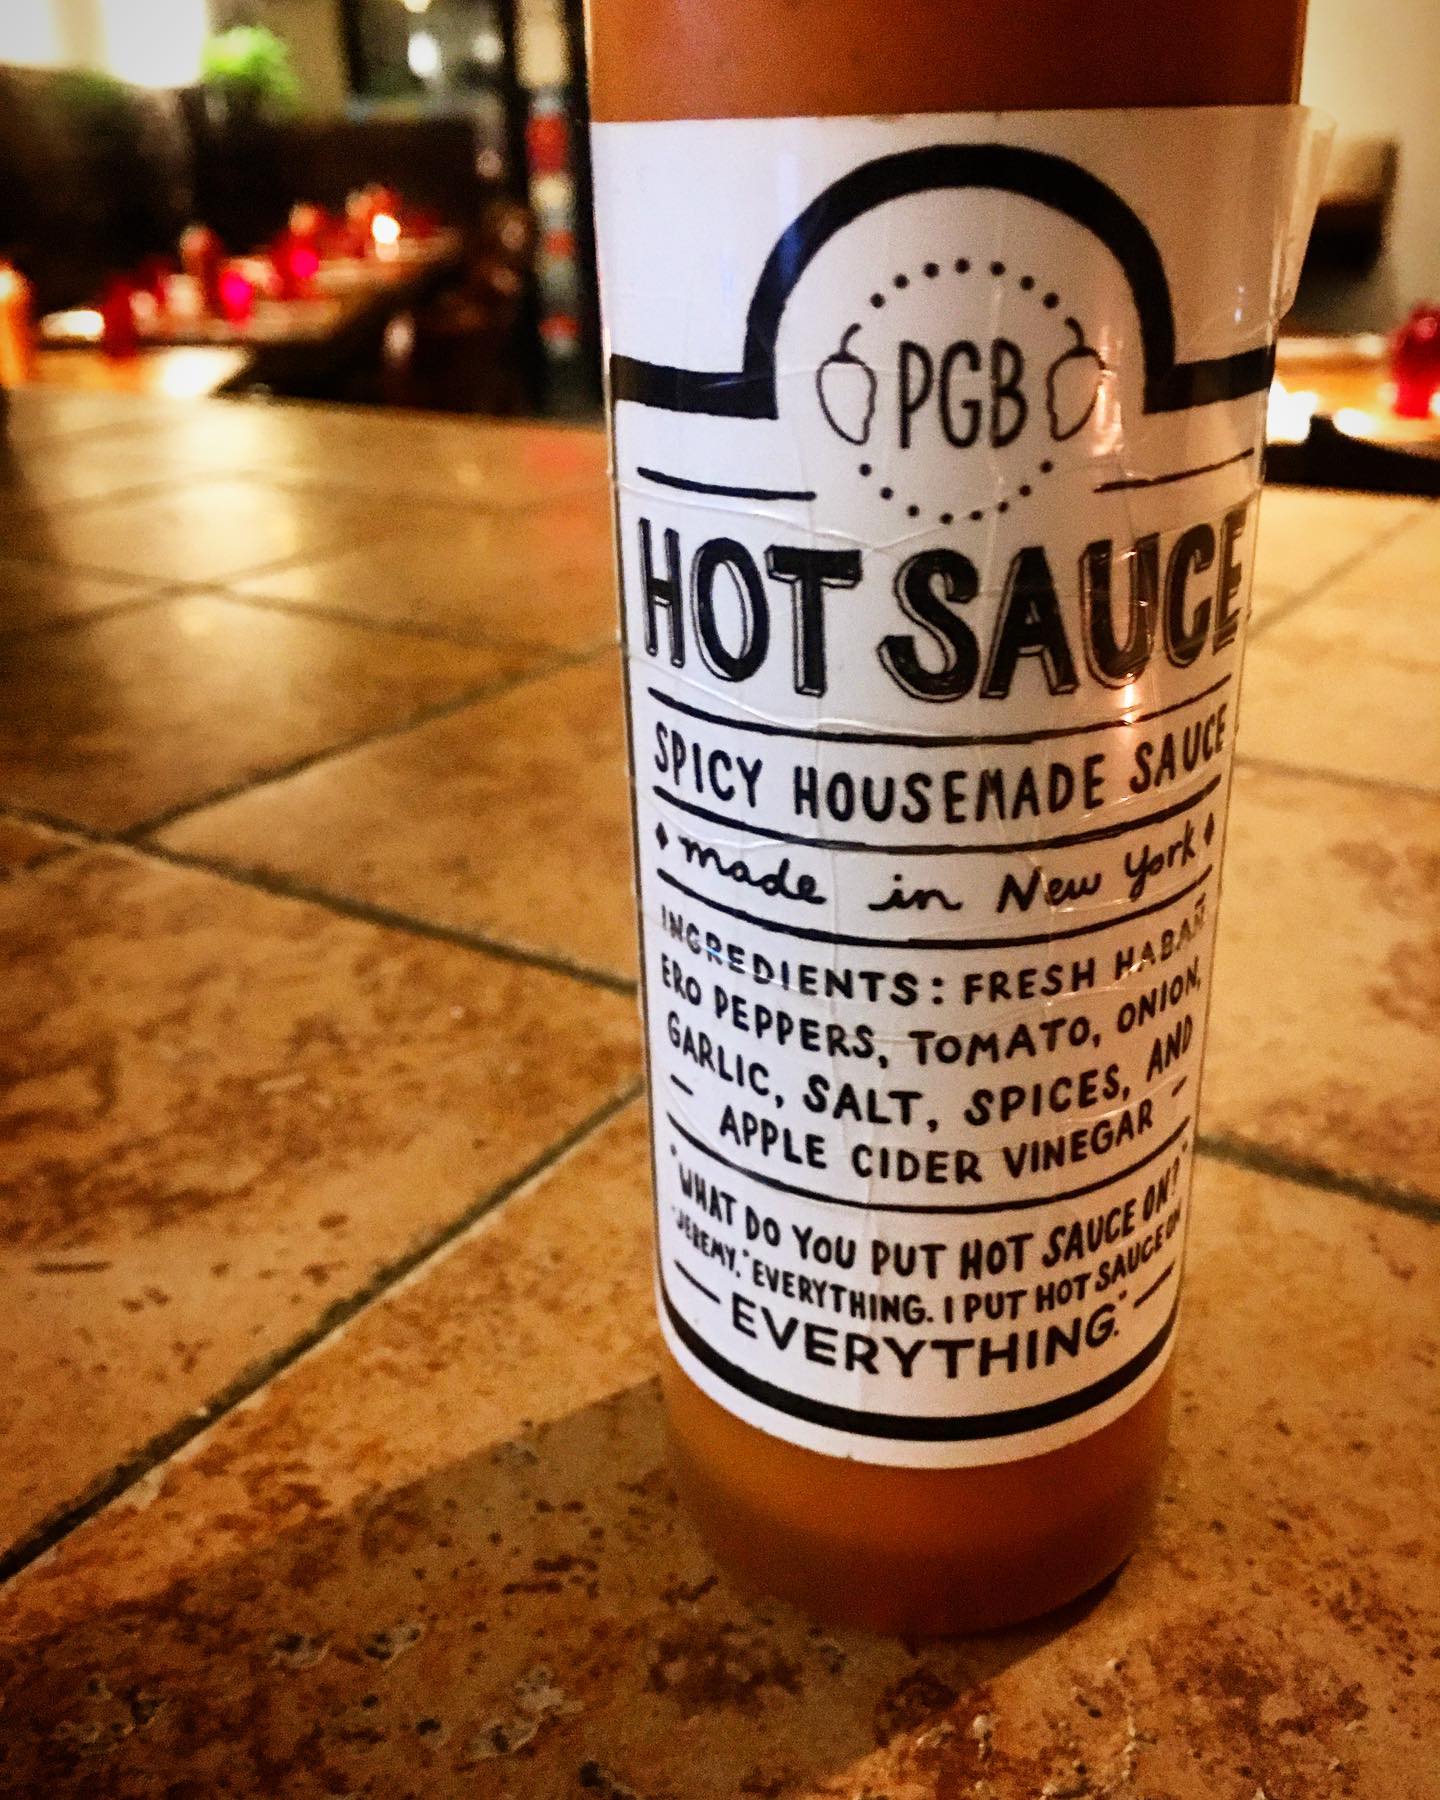 PGB
HOT SAUCE
SPICY HOUSEMADE SAUCE
made in New York
INGREDIENTS: FRESH HABAN
ERO PEPPERS, TOMATO, ONION,
GARLIC, SALT, SPICES, AND
APPLE CIDER VINEGAR
"WHAT DO YOU PUT HOT SAUCE ON?"
"JEREMY." "EVERYTHING. I PUT HOT SAUCE ON
EVERYTHING."